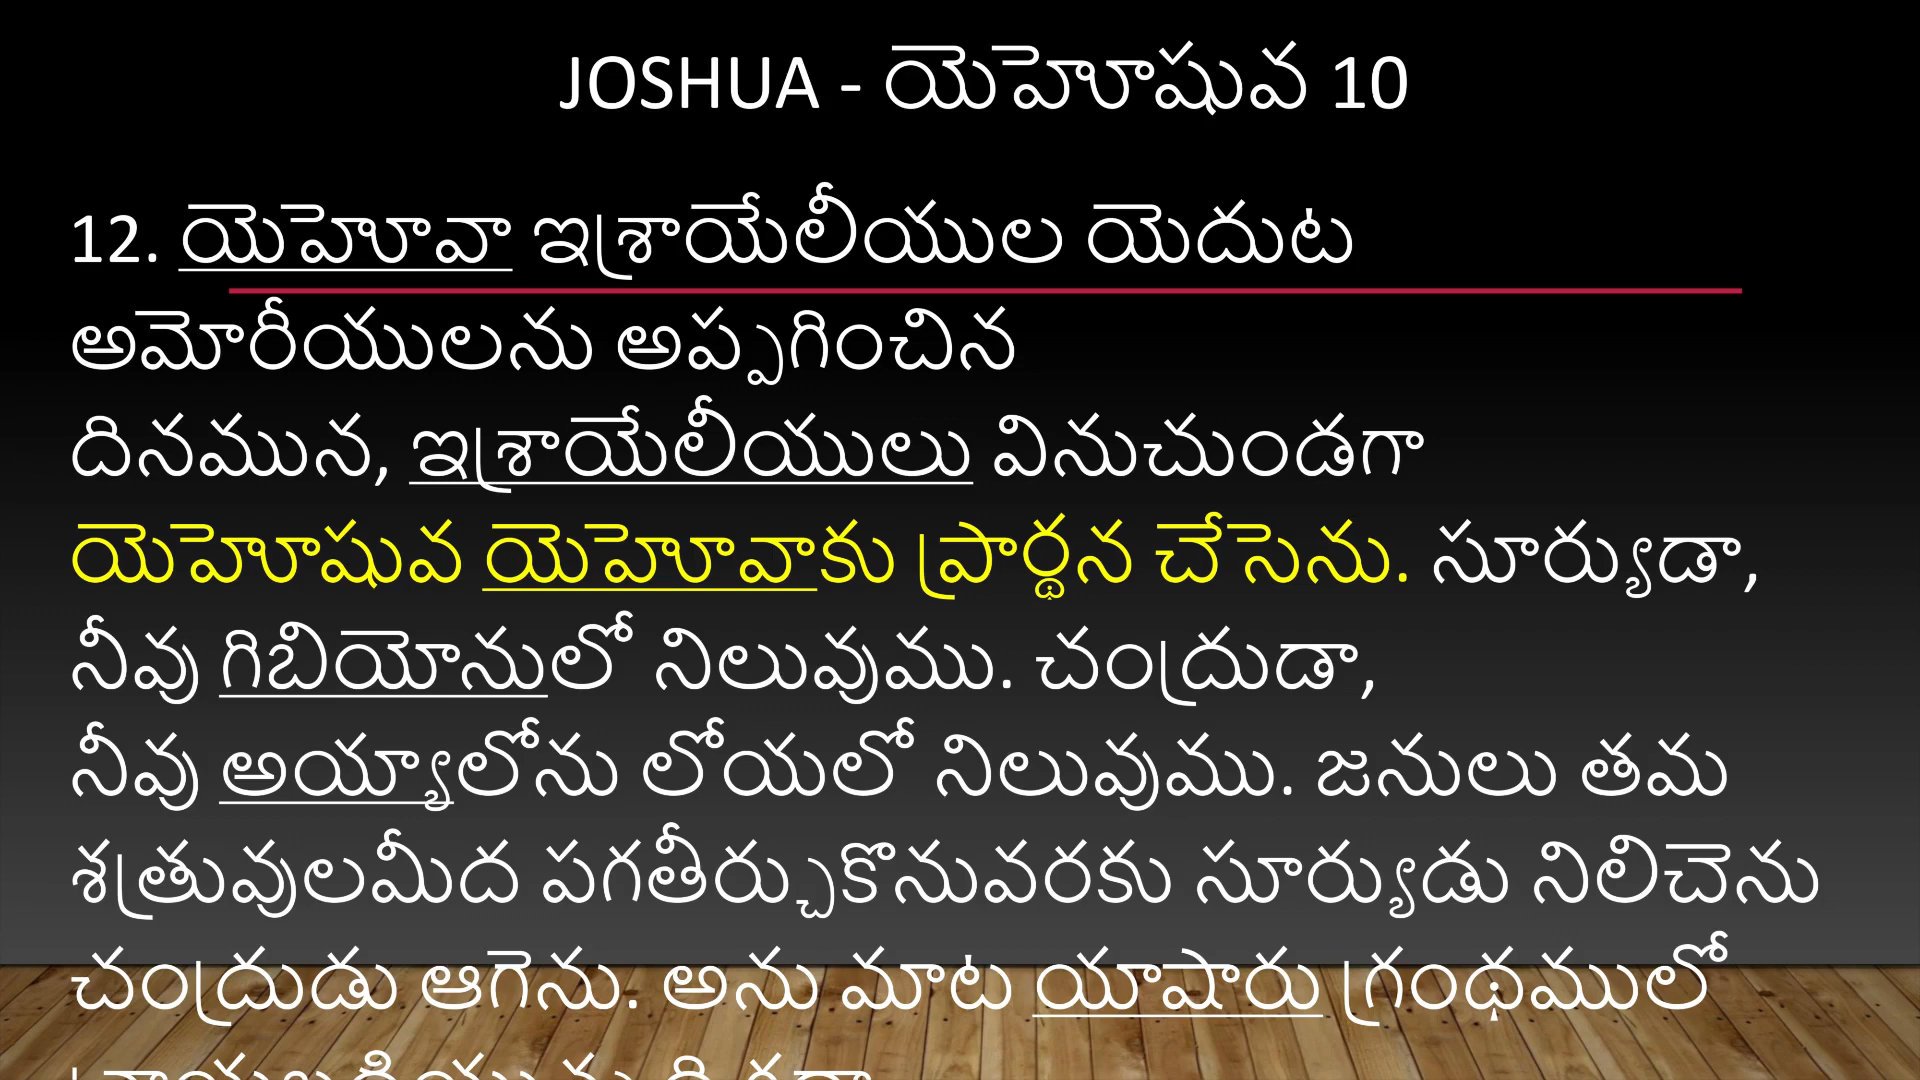 JOSHUA - యెహెూషువ 10
12. యెహెూవా ఇశ్రాయేలీయుల యెదుట
అమోరీయులను అప్పగించిన
దినమున, ఇశ్రాయేలీయులు వినుచుండగా
యెహెూషువ యెహెూవాకు ప్రార్థన చేసెను. సూర్యుడా,
నీవు గిబియోనులో నిలువుము. చంద్రుడా,
నీవు అయ్యాలోను లోయలో నిలువుము. జనులు తమ
శత్రువులమీద పగతీర్చుకొనువరకు సూర్యుడు నిలిచెను
చంద్రుడు ఆగెను. అను మాట యాషారు గ్రంథములో